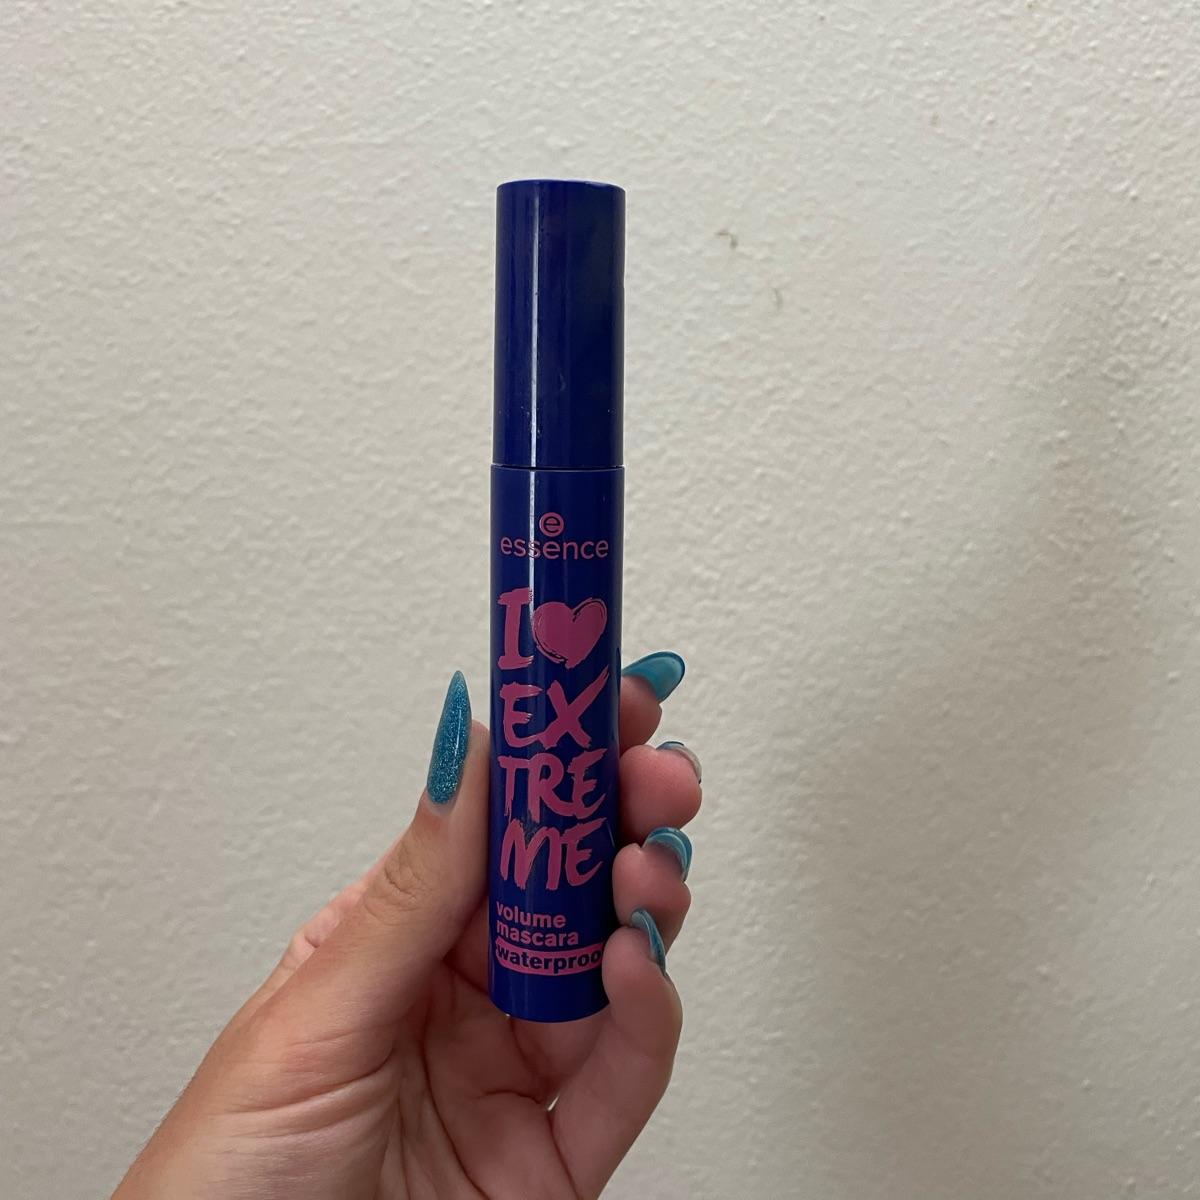 e
essence
I
EX
TRE
ME
volume
mascara
waterproo